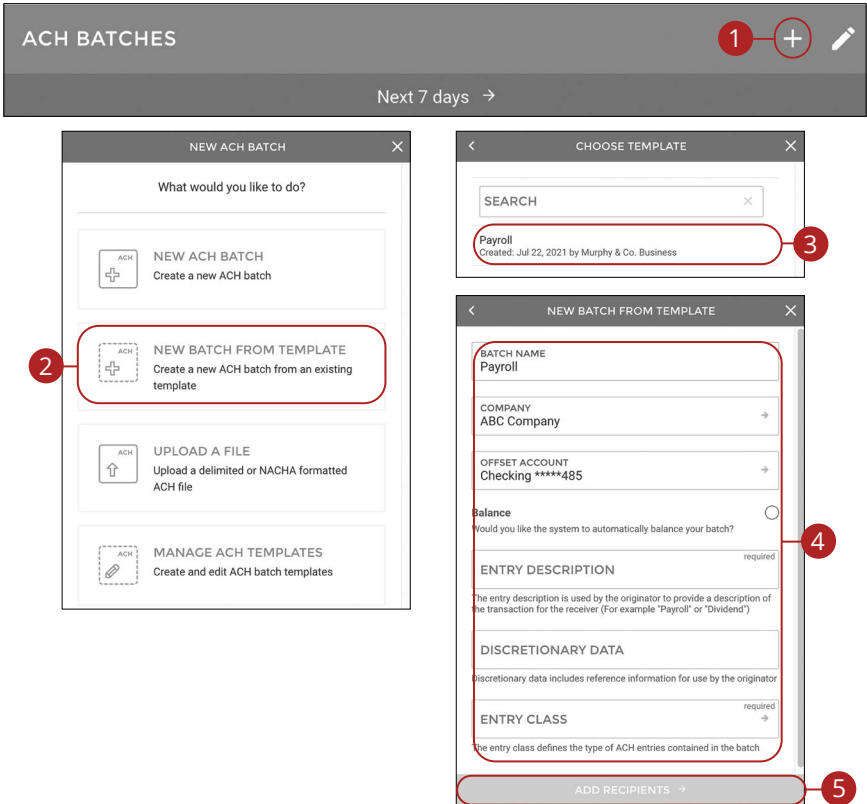 ACH BATCHES
1
Next 7 days →
NEW ACH BATCH
What would you like to do?
ACH
NEW ACH BATCH
Create a new ACH batch
2
ACH
NEW BATCH FROM TEMPLATE
Create a new ACH batch from an existing
template
ACH
UPLOAD A FILE
Upload a delimited or NACHA formatted
ACH file
ACH
MANAGE ACH TEMPLATES
Create and edit ACH batch templates
CHOOSE TEMPLATE
SEARCH
Payroll
Created: Jul 22, 2021 by Murphy & Co. Business
3
NEW BATCH FROM TEMPLATE
BATCH NAME
Payroll
COMPANY
ABC Company
OFFSET ACCOUNT
Checking *****485
Balance
Would you like the system to automatically balance your batch?
4
required
ENTRY DESCRIPTION
The entry description is used by the originator to provide a description of
the transaction for the receiver (For example "Payroll" or "Dividend")
DISCRETIONARY DATA
Discretionary data includes reference information for use by the originator
required
ENTRY CLASS
The entry class defines the type of ACH entries contained in the batch
ADD RECIPIENTS →
5